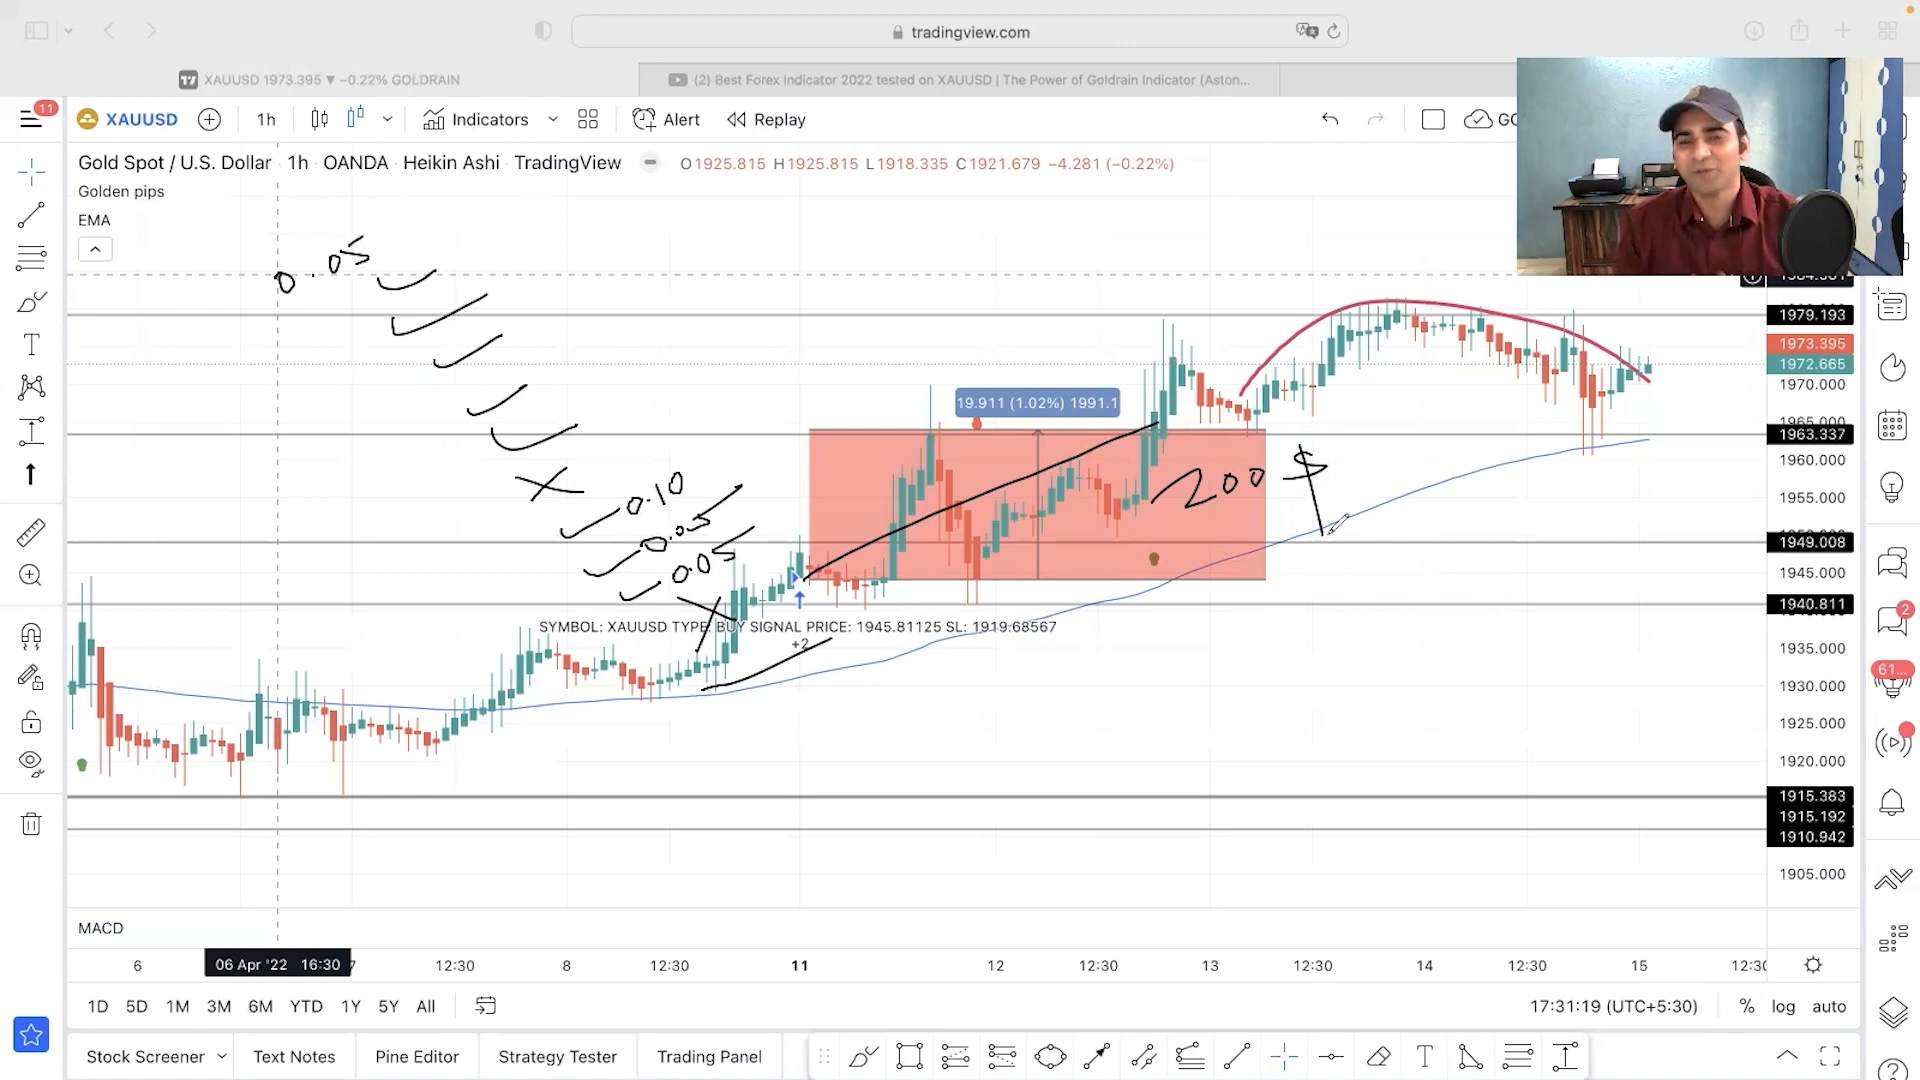 tradingview.com
XAUUSD 1973.395 ▼ −0.22% GOLDRAIN
(2) Best Forex Indicator 2022 tested on XAUUSD | The Power of Goldrain Indicator (Aston...
11
XAUUSD
1h
Indicators
Alert
Replay
Gold Spot / U.S. Dollar · 1h · OANDA · Heikin Ashi · TradingView
O1925.815 H1925.815 L1918.335 C1921.679 −4.281 (−0.22%)
Golden pips
EMA
0.05
1979.193
1973.395
1972.665
1970.000
19.911 (1.02%) 1991.1
1965.000
1963.337
1960.000
200 $
0.10
1955.000
0.05
1949.008
0.05
1945.000
1940.811
SYMBOL: XAUUSD TYPE: BUY SIGNAL PRICE: 1945.81125 SL: 1919.68567
+2
2
1935.000
61...
1930.000
1925.000
1920.000
1915.383
1915.192
1910.942
1905.000
MACD
6
06 Apr '22 16:30
12:30
8
12:30
11
12
12:30
13
12:30
14
12:30
15
1D 5D 1M 3M 6M YTD 1Y 5Y All
17:31:19 (UTC+5:30)
% log auto
Stock Screener
Text Notes
Pine Editor
Strategy Tester
Trading Panel